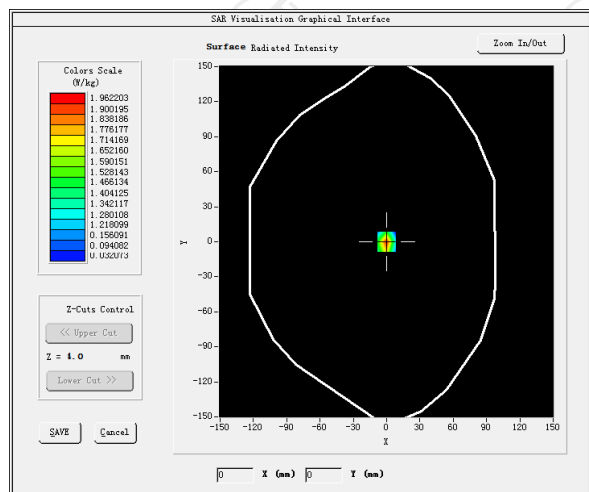 SAR Visualisation Graphical Interface
Surface Radiated Intensity
Zoom In/Out
Colors Scale
(W/kg)
1.962203
1.900195
1.838186
1.776177
1.714169
1.652160
1.590151
1.528143
1.466134
1.404125
1.342117
1.280108
1.218099
0.156091
0.094082
0.032073
Z-Cuts Control
<< Upper Cut
Z = 4.0 mm
Lower Cut >>
SAVE Cancel
150
120
90
60
30
0
-30
-60
-90
-120
-150
Y
-150 -120 -90 -60 -30 0 30 60 90 120 150
X
0 X (mm) 0 Y (mm)